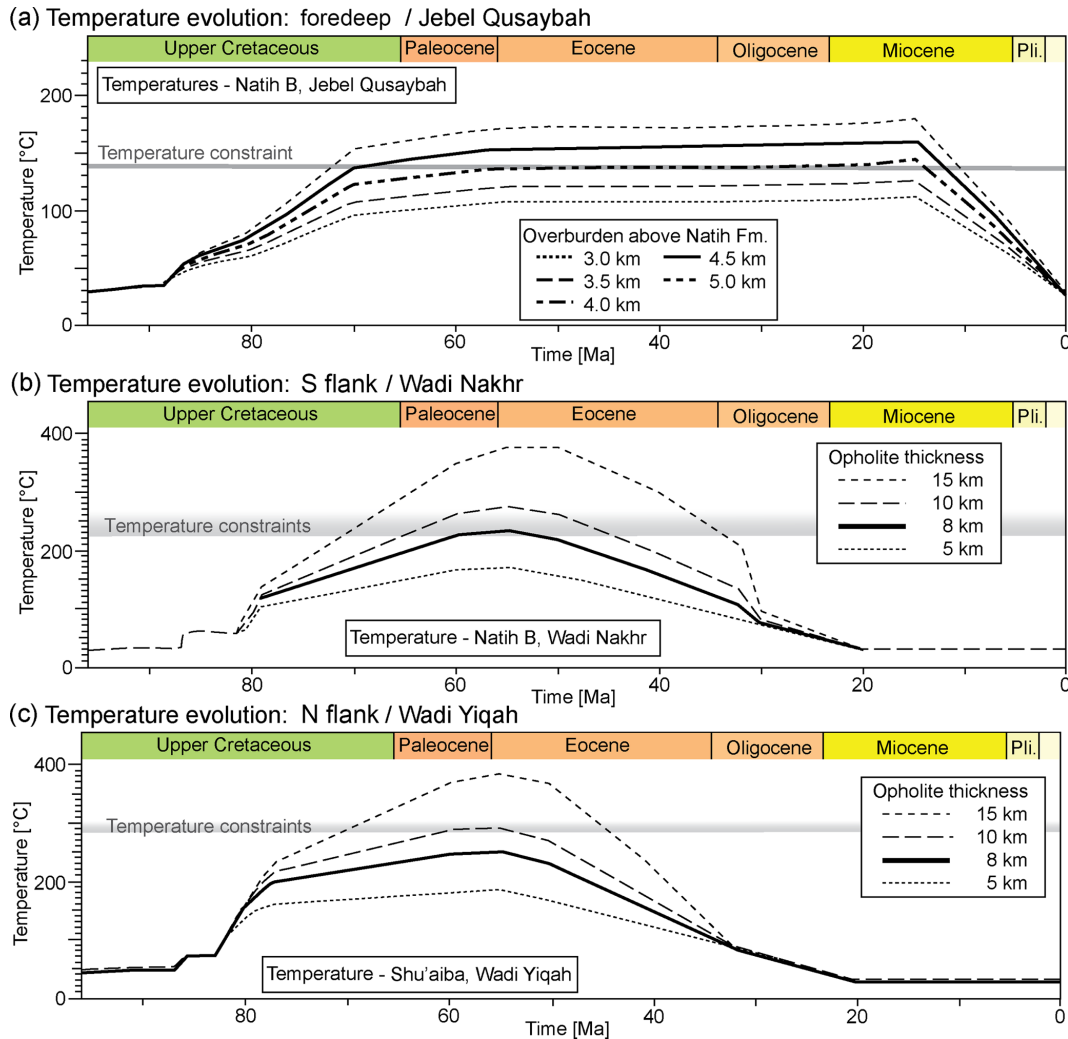 (a) Temperature evolution: foredeep / Jebel Qusaybah
Upper Cretaceous Paleocene Eocene Oligocene Miocene Pli.
Temperatures - Natih B, Jebel Qusaybah
Temperature constraint
Temperature [°C]
200
100
0
Overburden above Natih Fm.
3.0 km 4.5 km
3.5 km 5.0 km
4.0 km
80 60 40 20 0
Time [Ma]
(b) Temperature evolution: S flank / Wadi Nakhr
Upper Cretaceous Paleocene Eocene Oligocene Miocene Pli.
Temperature constraints
Temperature [°C]
400
200
0
Opholite thickness
15 km
10 km
8 km
5 km
Temperature - Natih B, Wadi Nakhr
80 60 40 20 0
Time [Ma]
(c) Temperature evolution: N flank / Wadi Yiqah
Upper Cretaceous Paleocene Eocene Oligocene Miocene Pli.
Temperature constraints
Temperature [°C]
400
200
0
Opholite thickness
15 km
10 km
8 km
5 km
Temperature - Shu'aiba, Wadi Yiqah
80 60 40 20 0
Time [Ma]